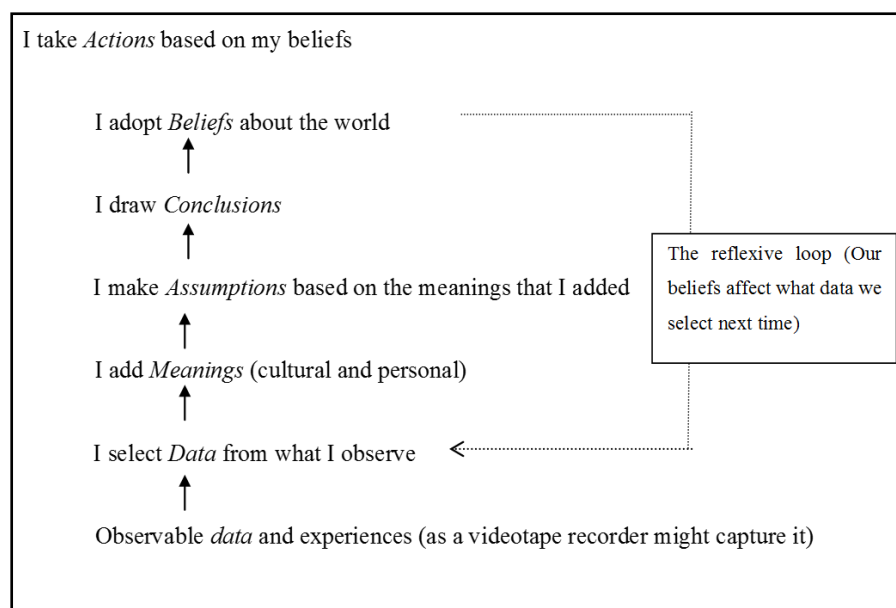 I take Actions based on my beliefs
I adopt Beliefs about the world
I draw Conclusions
The reflexive loop (Our
beliefs affect what data we
select next time)
I make Assumptions based on the meanings that I added
I add Meanings (cultural and personal)
I select Data from what I observe
Observable data and experiences (as a videotape recorder might capture it)